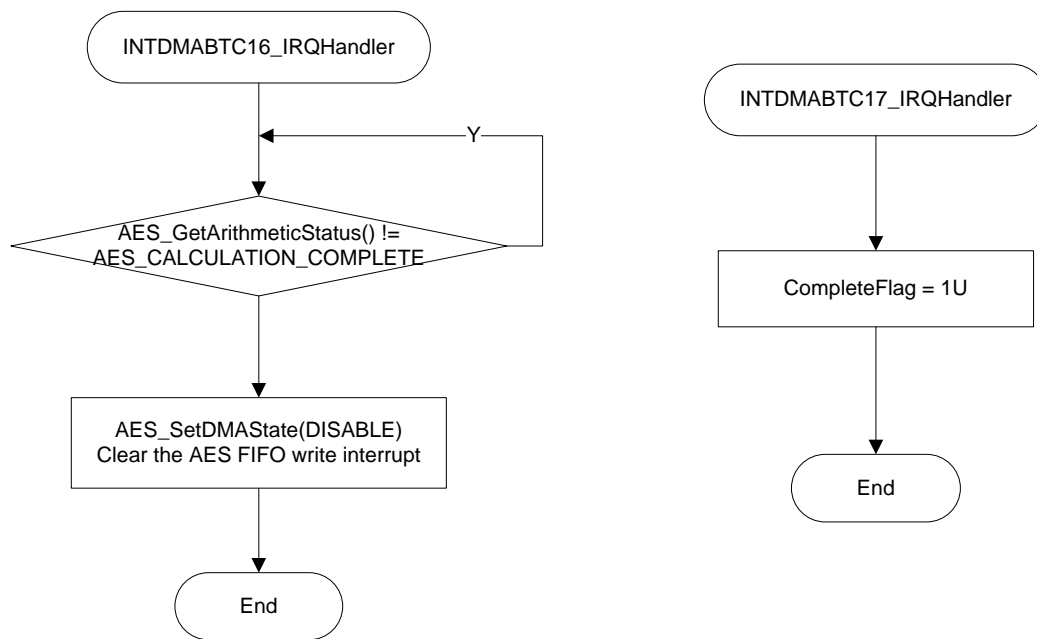 INTDMABTC16_IRQHandler
Y
AES_GetArithmeticStatus() !=
AES_CALCULATION_COMPLETE
AES_SetDMAState(DISABLE)
Clear the AES FIFO write interrupt
End
INTDMABTC17_IRQHandler
CompleteFlag = 1U
End